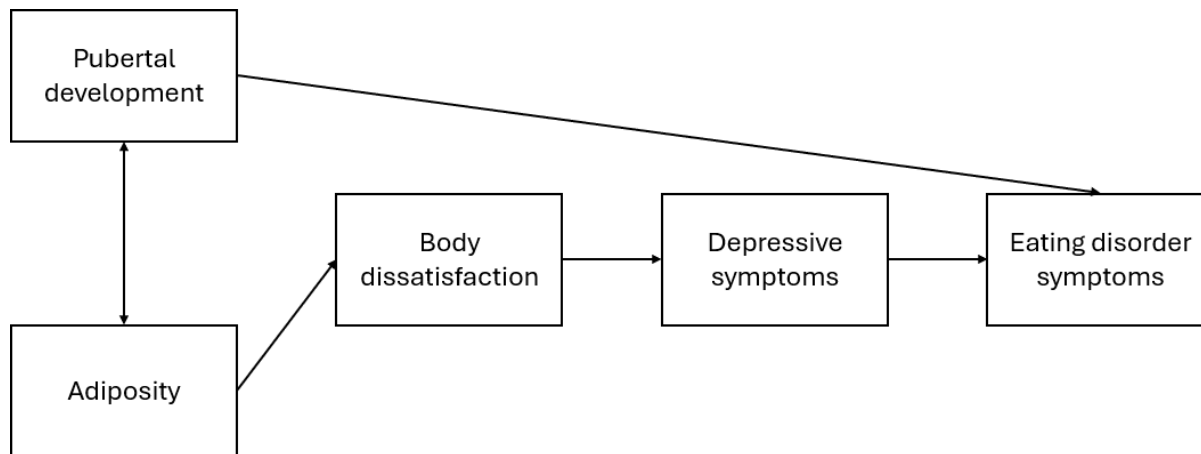 Pubertal
development
Body
dissatisfaction
Depressive
symptoms
Eating disorder
symptoms
Adiposity